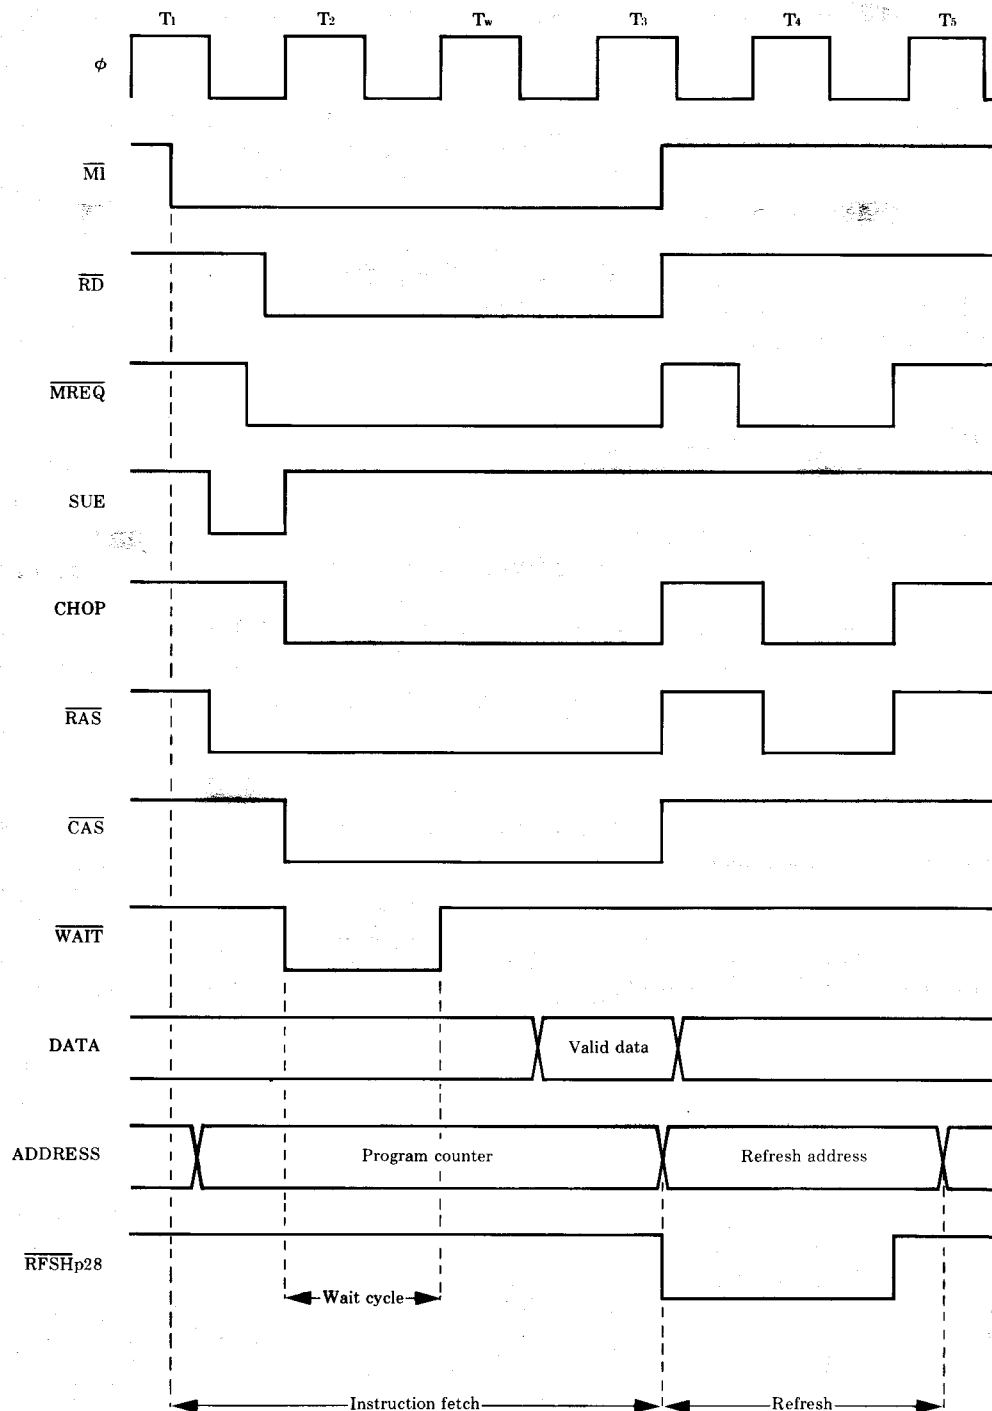 T1 T2 Tw T3 T4 T5
ϕ
M1
RD
MREQ
SUE
CHOP
RAS
CAS
WAIT
DATA Valid data
ADDRESS Program counter Refresh address
RFSHp28
Wait cycle
Instruction fetch Refresh